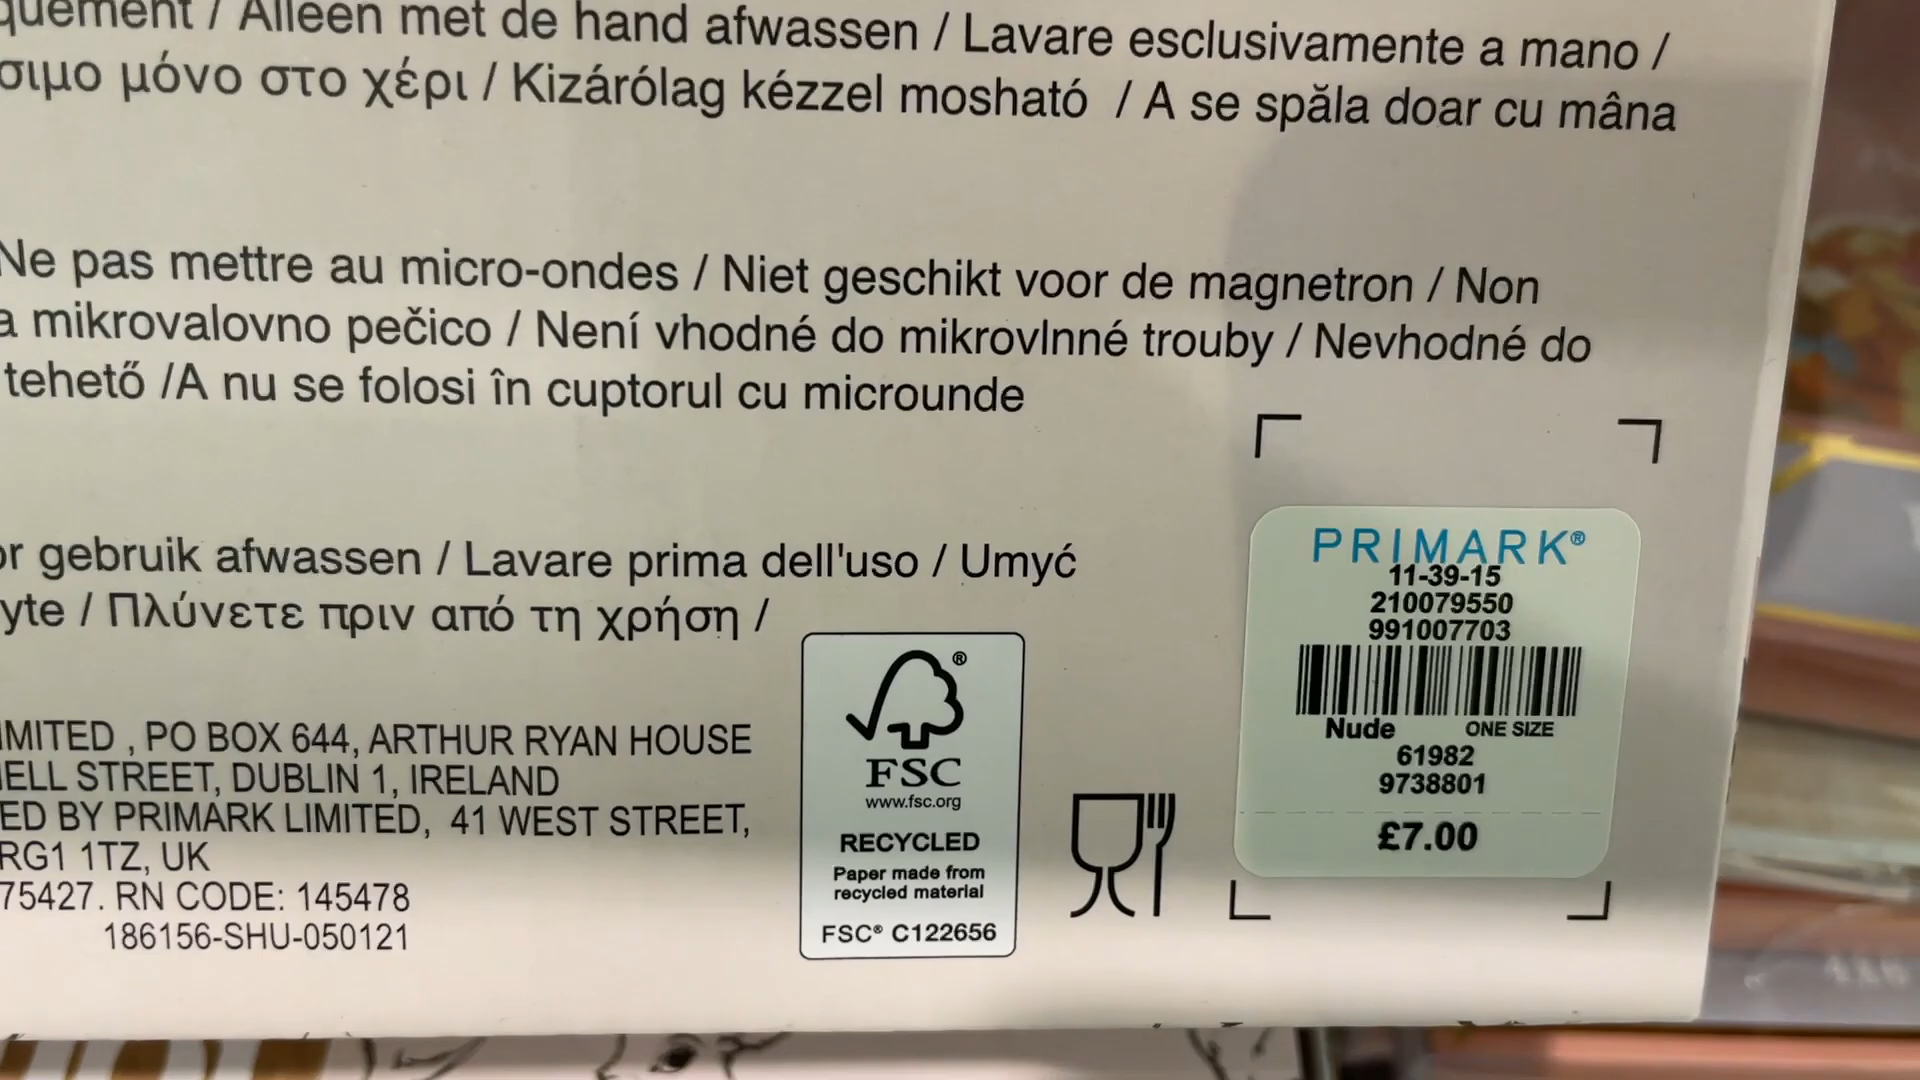 quement / Alleen met de hand afwassen / Lavare esclusivamente a mano /
σιμο μόνο στο χέρι / Kizárólag kézzel mosható / A se spăla doar cu mâna
Ne pas mettre au micro-ondes / Niet geschikt voor de magnetron / Non
a mikrovalovno pečico / Není vhodné do mikrovlnné trouby / Nevhodné do
tehető /A nu se folosi în cuptorul cu microunde
or gebruik afwassen / Lavare prima dell'uso / Umyć
yte / Πλύνετε πριν από τη χρήση /
IMITED , PO BOX 644, ARTHUR RYAN HOUSE
ELL STREET, DUBLIN 1, IRELAND
ED BY PRIMARK LIMITED, 41 WEST STREET,
RG1 1TZ, UK
75427. RN CODE: 145478
186156-SHU-050121
®
FSC
www.fsc.org
RECYCLED
Paper made from
recycled material
FSC® C122656
PRIMARK®
11-39-15
210079550
991007703
Nude ONE SIZE
61982
9738801
£7.00